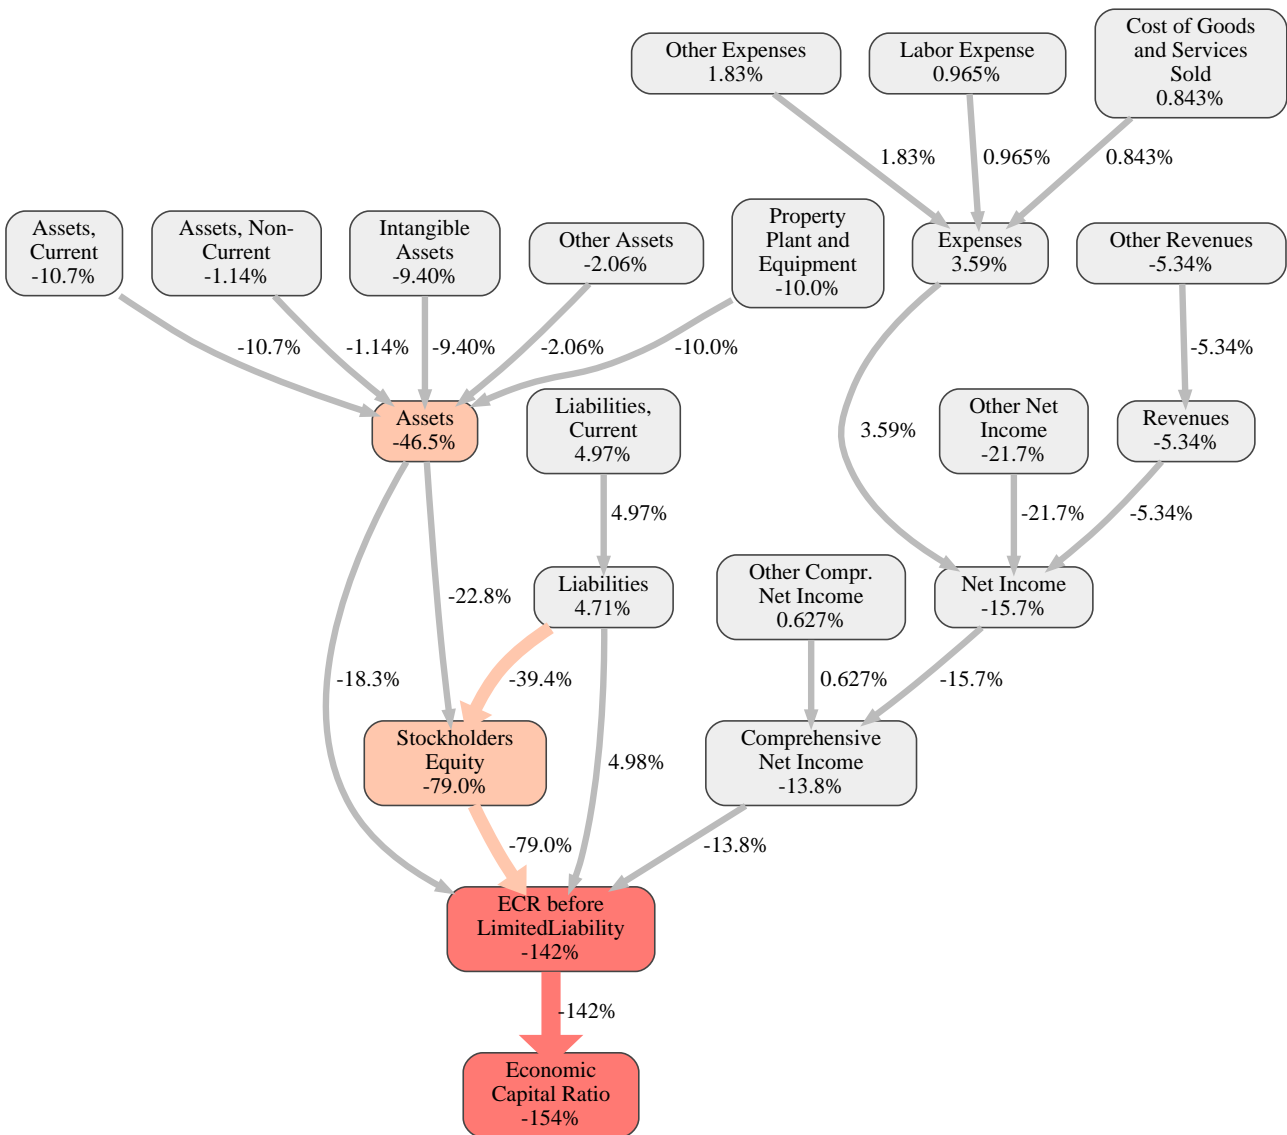 Other Expenses
1.83%
Labor Expense
0.965%
Cost of Goods
and Services
Sold
0.843%
1.83%
0.965%
0.843%
Assets,
Current
-10.7%
Assets, Non-
Current
-1.14%
Intangible
Assets
-9.40%
Other Assets
-2.06%
Property
Plant and
Equipment
-10.0%
Expenses
3.59%
Other Revenues
-5.34%
-10.7%
-1.14%
-9.40%
-2.06%
-10.0%
-5.34%
Assets
-46.5%
Liabilities,
Current
4.97%
3.59%
Other Net
Income
-21.7%
Revenues
-5.34%
4.97%
-21.7%
-5.34%
-22.8%
Liabilities
4.71%
Other Compr.
Net Income
0.627%
Net Income
-15.7%
-18.3%
-39.4%
0.627%
-15.7%
Stockholders
Equity
-79.0%
4.98%
Comprehensive
Net Income
-13.8%
-79.0%
-13.8%
ECR before
LimitedLiability
-142%
-142%
Economic
Capital Ratio
-154%